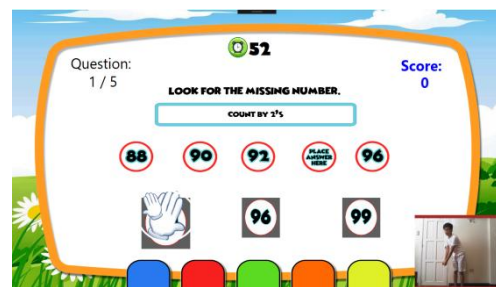 52
Question:
1 / 5
Score:
0
LOOK FOR THE MISSING NUMBER.
COUNT BY 2'S
88 90 92 PLACE ANSWER HERE 96
96 99